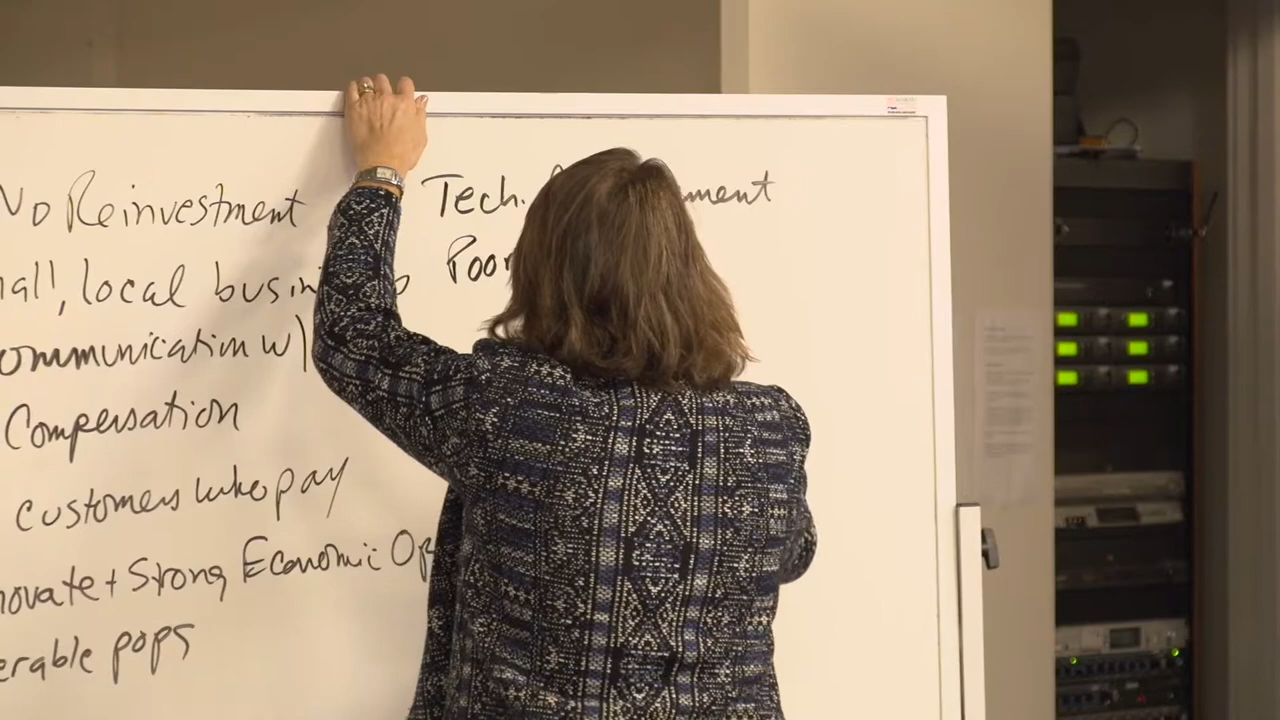 No Reinvestment
all, local busin
ommunication w/
Compensation
customers who pay
novate + Strong Economic Op
erable pops
Tech.
ment
Poor